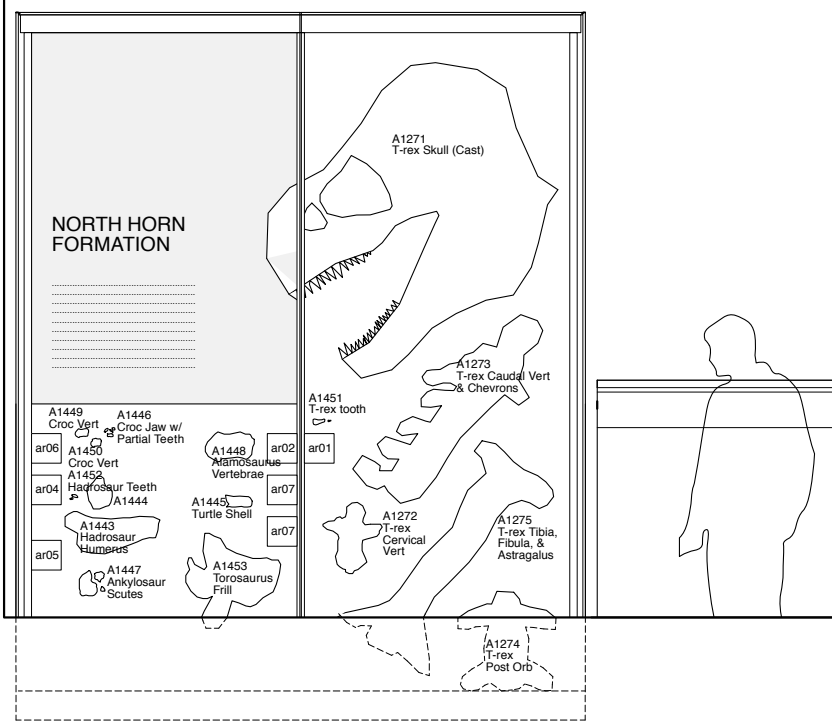 A1271
T-rex Skull (Cast)
NORTH HORN
FORMATION
A1273
T-rex Caudal Vert
& Chevrons
A1451
T-rex tooth
A1449
Croc Vert
A1446
Croc Jaw w/
Partial Teeth
ar06
A1450
Croc Vert
A1448
Alamosaurus
Vertebrae
ar02
ar01
A1452
Hadrosaur Teeth
ar04
A1444
A1445
Turtle Shell
ar07
A1443
Hadrosaur
Humerus
ar07
A1272
T-rex
Cervical
Vert
A1275
T-rex Tibia,
Fibula, &
Astragalus
ar05
A1447
Ankylosaur
Scutes
A1453
Torosaurus
Frill
A1274
T-rex
Post Orb